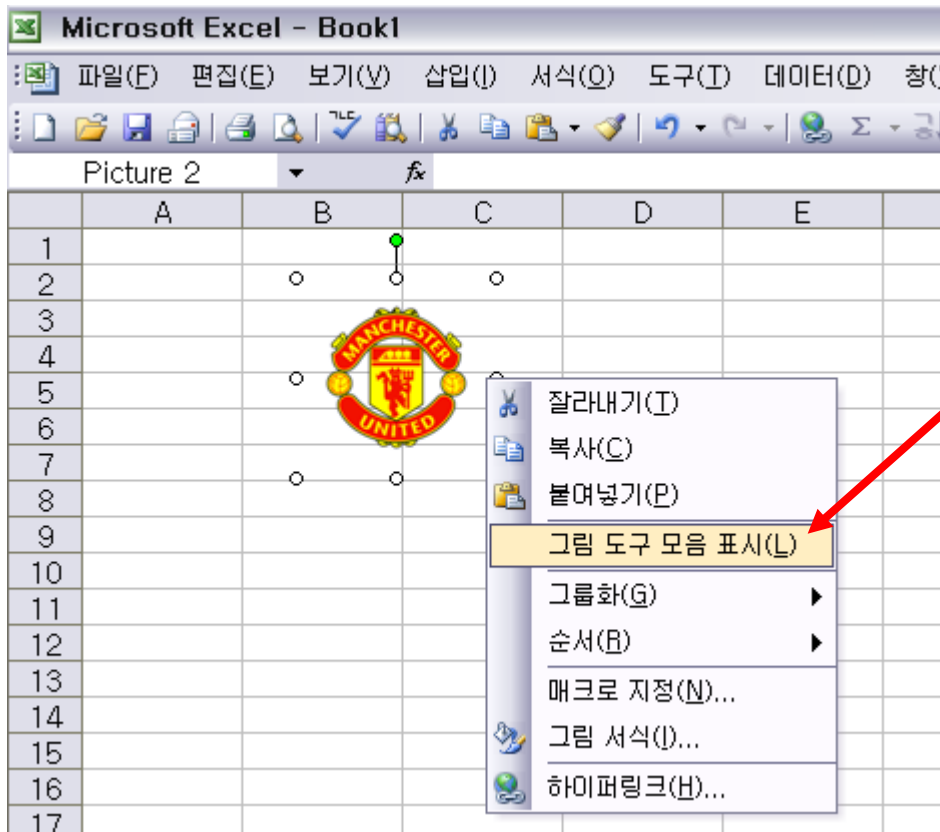 Microsoft Excel - Book1
파일(F) 편집(E) 보기(V) 삽입(I) 서식(O) 도구(T) 데이터(D) 창(
Picture 2 fx
A B C D E
1
2
3
4
5
6
7
8
9
10
11
12
13
14
15
16
17
MANCHESTER
UNITED
잘라내기(T)
복사(C)
붙여넣기(P)
그림 도구 모음 표시(L)
그룹화(G)
순서(R)
매크로 지정(N)...
그림 서식(I)...
하이퍼링크(H)...